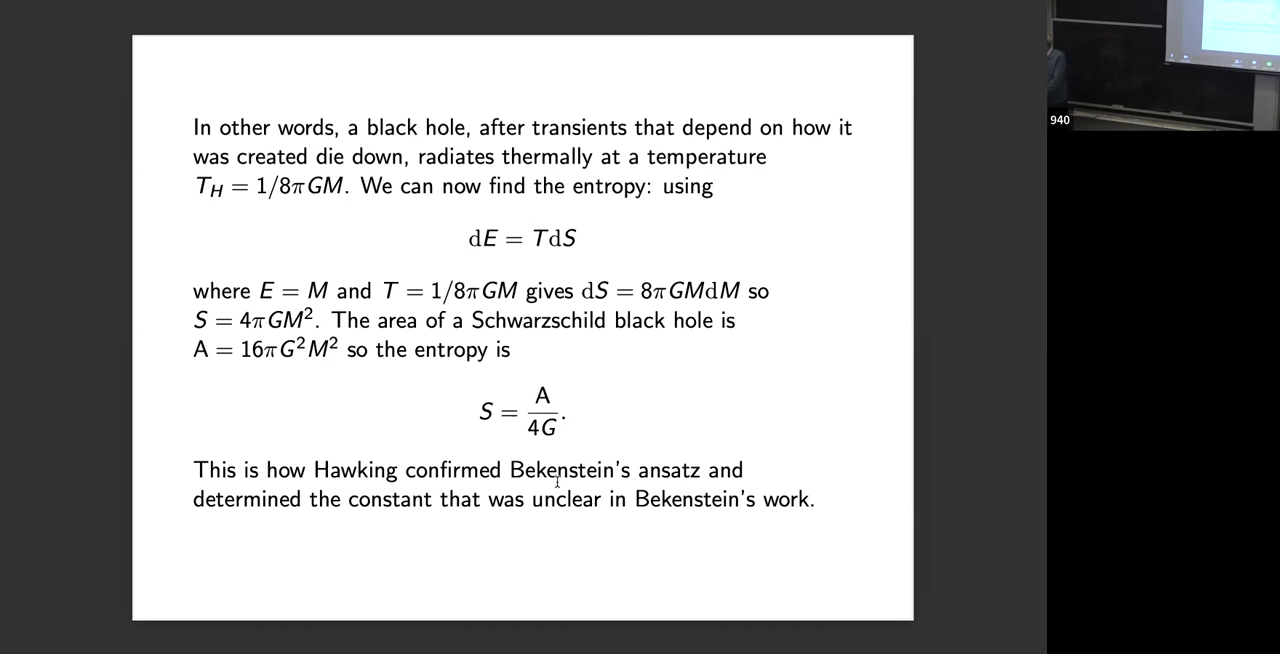 In other words, a black hole, after transients that depend on how it
was created die down, radiates thermally at a temperature
T_H = 1/8πGM. We can now find the entropy: using
dE = TdS
where E = M and T = 1/8πGM gives dS = 8πGMdM so
S = 4πGM². The area of a Schwarzschild black hole is
A = 16πG²M² so the entropy is
S = A/4G.
This is how Hawking confirmed Bekenstein's ansatz and
determined the constant that was unclear in Bekenstein's work.
940